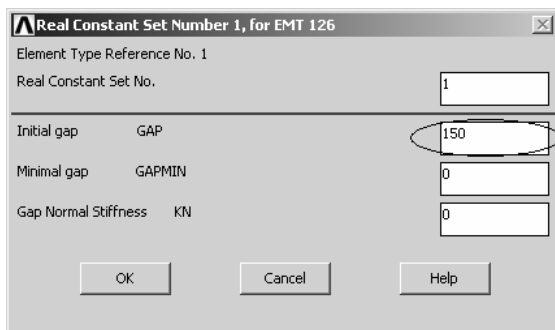 Real Constant Set Number 1, for EMT 126
Element Type Reference No. 1
Real Constant Set No. 1
Initial gap GAP 150
Minimal gap GAPMIN 0
Gap Normal Stiffness KN 0
OK Cancel Help